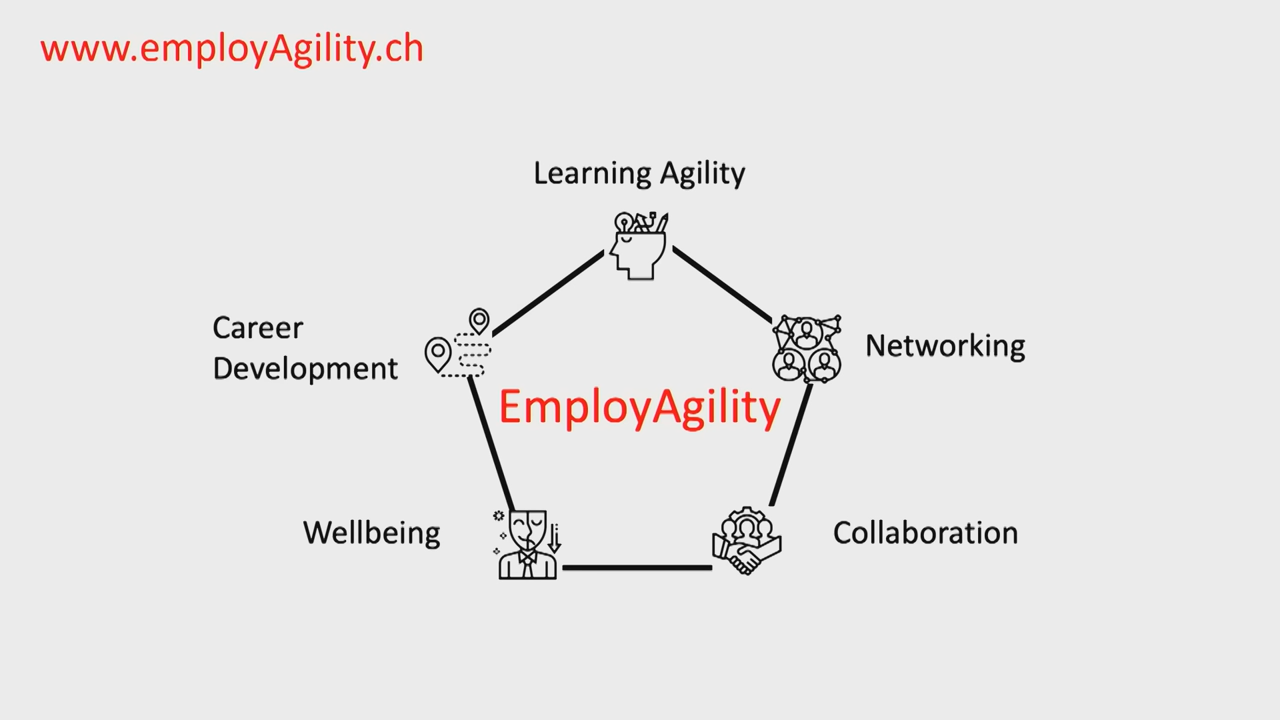 www.employAgility.ch
Learning Agility
Career
Development
Networking
EmployAgility
Wellbeing
Collaboration